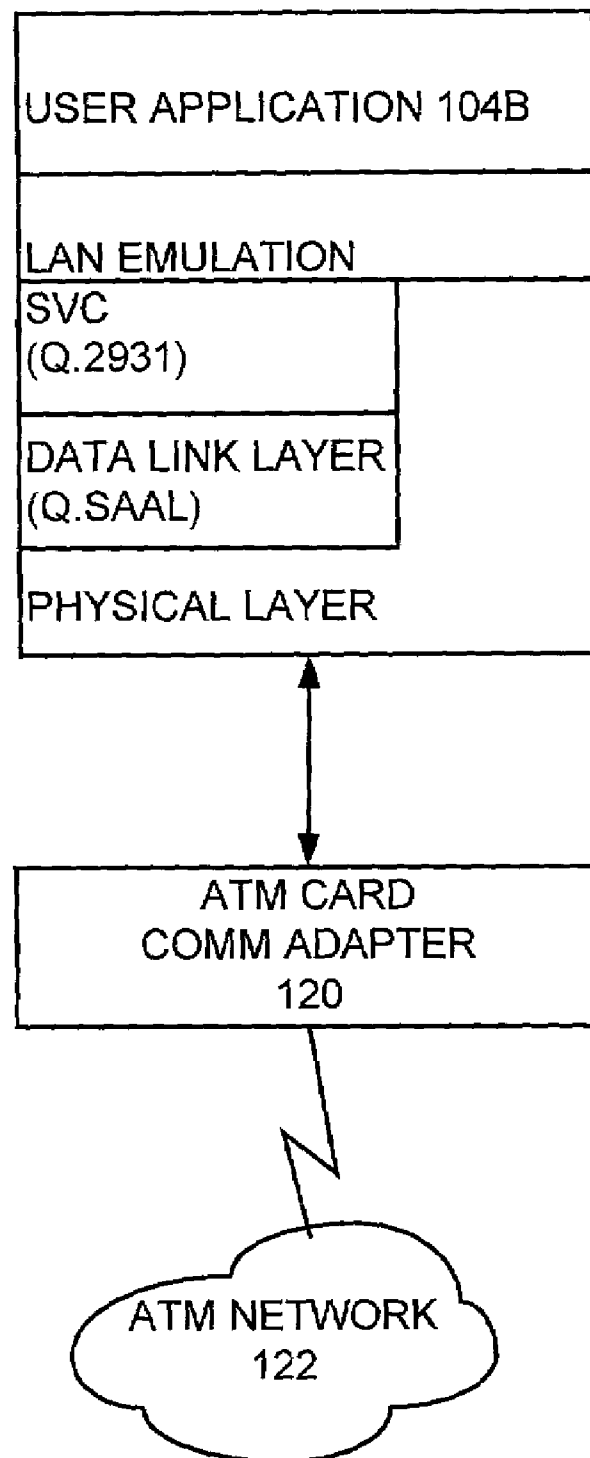 USER APPLICATION 104B
LAN EMULATION
SVC
(Q.2931)
DATA LINK LAYER
(Q.SAAL)
PHYSICAL LAYER
ATM CARD
COMM ADAPTER
120
ATM NETWORK
122